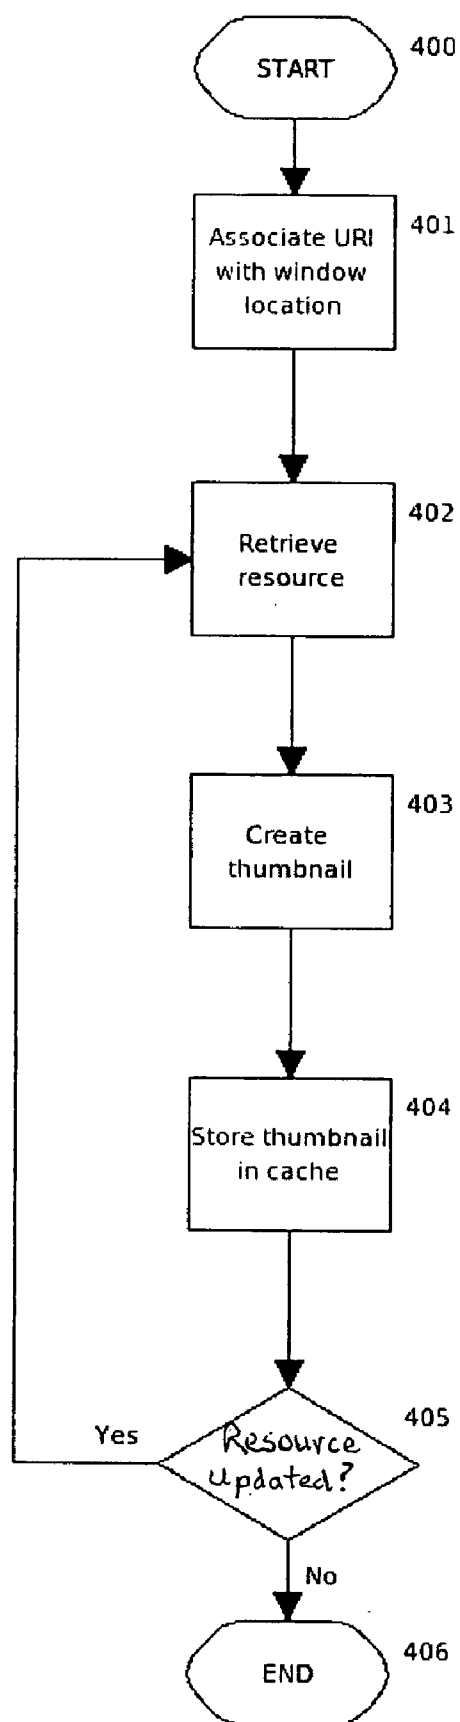 START
400
Associate URI
with window
location
401
Retrieve
resource
402
Create
thumbnail
403
Store thumbnail
in cache
404
Resource
updated?
405
Yes
No
END
406